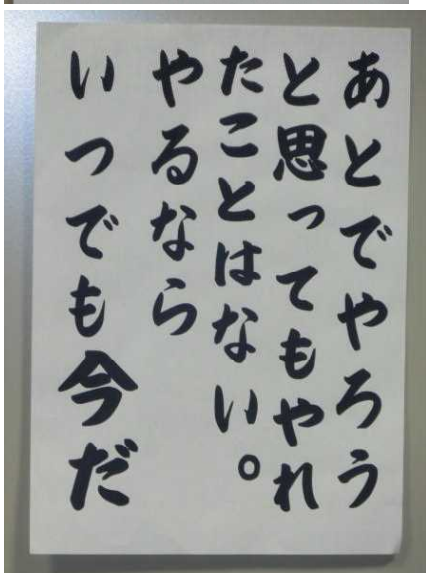 あとでやろう
と思ってもやれ
たことはない。
やるなら
いつでも今だ